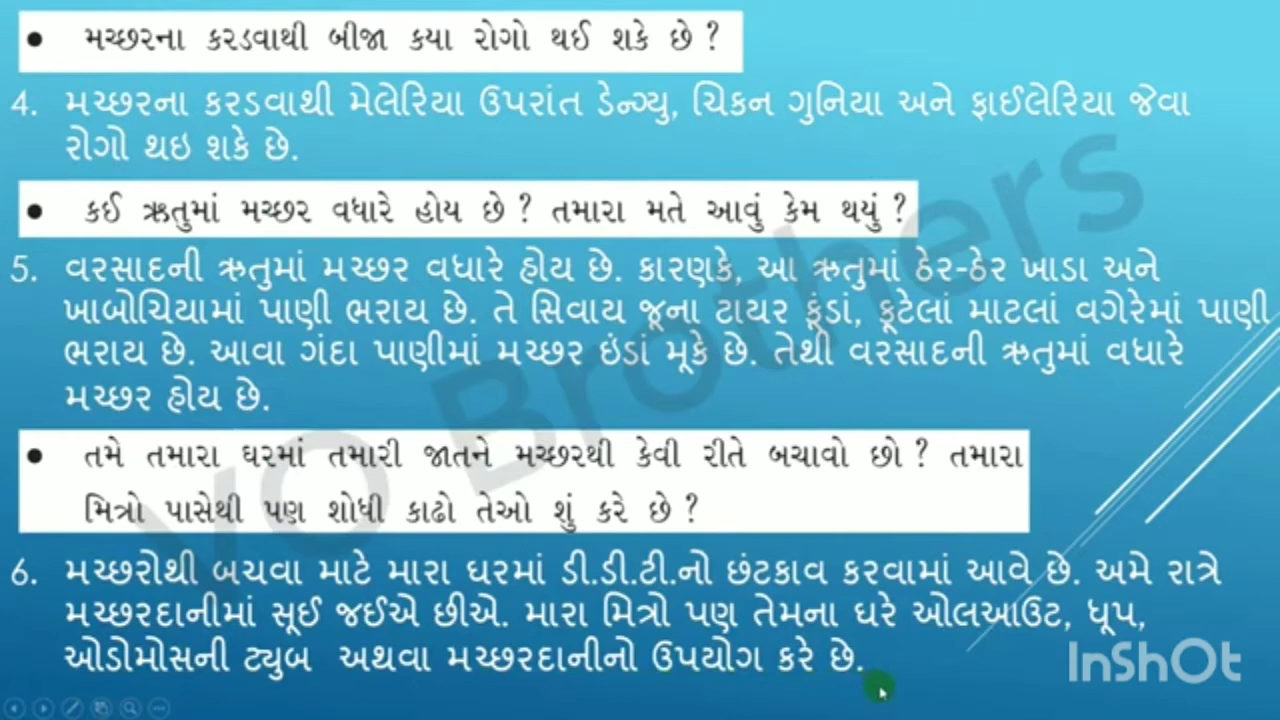 • મચ્છરના કરડવાથી બીજા કયા રોગો થઈ શકે છે ?
4. મચ્છરના કરડવાથી મેલેરિયા ઉપરાંત ડેન્ગ્યુ, ચિકન ગુનિયા અને ફાઈલેરિયા જેવા
રોગો થઇ શકે છે.
• કઈ ઋતુમાં મચ્છર વધારે હોય છે ? તમારા મતે આવું કેમ થયું ?
5. વરસાદની ઋતુમાં મચ્છર વધારે હોય છે. કારણકે, આ ઋતુમાં ઠેર-ઠેર ખાડા અને
ખાબોચિયામાં પાણી ભરાય છે. તે સિવાય જૂના ટાયર કૂંડાં, ફૂટેલાં માટલાં વગેરેમાં પાણી
ભરાય છે. આવા ગંદા પાણીમાં મચ્છર ઇંડાં મૂકે છે. તેથી વરસાદની ઋતુમાં વધારે
મચ્છર હોય છે.
• તમે તમારા ઘરમાં તમારી જાતને મચ્છરથી કેવી રીતે બચાવો છો ? તમારા
મિત્રો પાસેથી પણ શોધી કાઢો તેઓ શું કરે છે ?
6. મચ્છરોથી બચવા માટે મારા ઘરમાં ડી.ડી.ટી.નો છંટકાવ કરવામાં આવે છે. અમે રાત્રે
મચ્છરદાનીમાં સૂઈ જઈએ છીએ. મારા મિત્રો પણ તેમના ઘરે ઓલઆઉટ, ધૂપ,
ઓડોમોસની ટ્યુબ અથવા મચ્છરદાનીનો ઉપયોગ કરે છે.
YO Brothers
InShOt